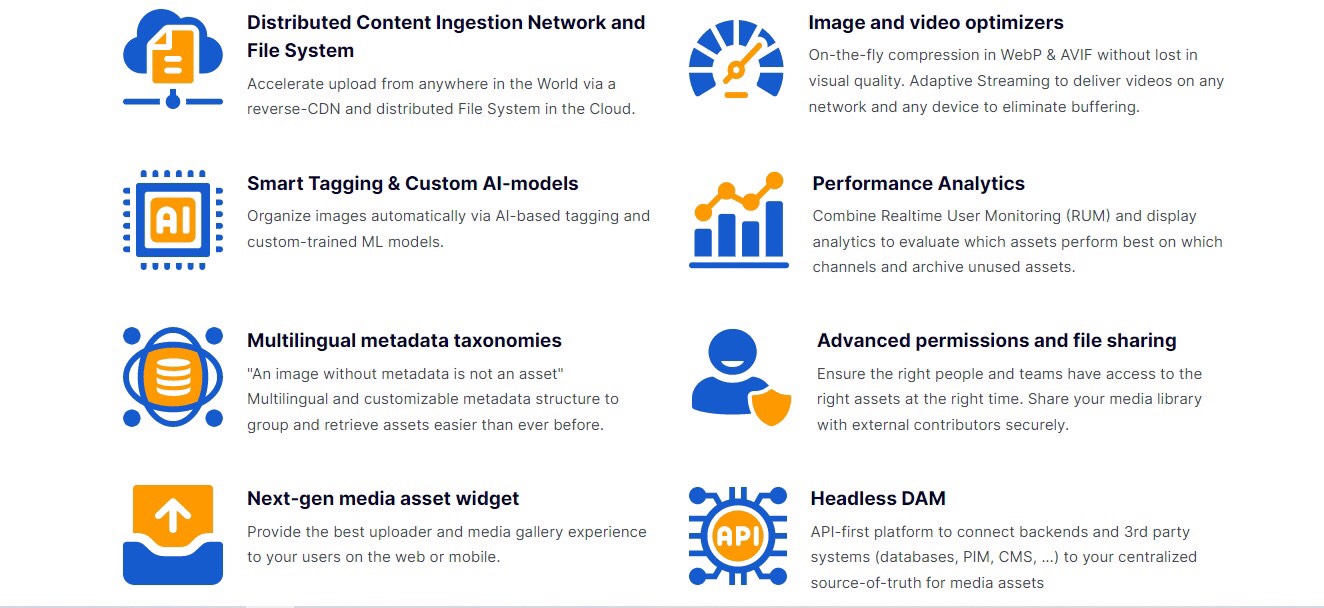 Distributed Content Ingestion Network and
File System
Accelerate upload from anywhere in the World via a
reverse-CDN and distributed File System in the Cloud.
Image and video optimizers
On-the-fly compression in WebP & AVIF without lost in
visual quality. Adaptive Streaming to deliver videos on any
network and any device to eliminate buffering.
AI
Smart Tagging & Custom AI-models
Organize images automatically via AI-based tagging and
custom-trained ML models.
Performance Analytics
Combine Realtime User Monitoring (RUM) and display
analytics to evaluate which assets perform best on which
channels and archive unused assets.
Multilingual metadata taxonomies
"An image without metadata is not an asset"
Multilingual and customizable metadata structure to
group and retrieve assets easier than ever before.
Advanced permissions and file sharing
Ensure the right people and teams have access to the
right assets at the right time. Share your media library
with external contributors securely.
Next-gen media asset widget
Provide the best uploader and media gallery experience
to your users on the web or mobile.
API
Headless DAM
API-first platform to connect backends and 3rd party
systems (databases, PIM, CMS, ...) to your centralized
source-of-truth for media assets